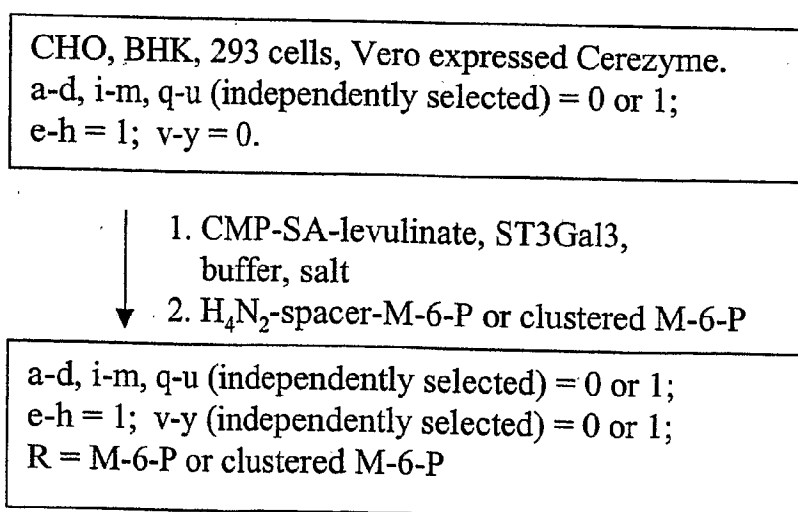 CHO, BHK, 293 cells, Vero expressed Cerezyme.
a-d, i-m, q-u (independently selected) = 0 or 1;
e-h = 1; v-y = 0.
1. CMP-SA-levulinate, ST3Gal3,
buffer, salt
2. H₄N₂-spacer-M-6-P or clustered M-6-P
a-d, i-m, q-u (independently selected) = 0 or 1;
e-h = 1; v-y (independently selected) = 0 or 1;
R = M-6-P or clustered M-6-P